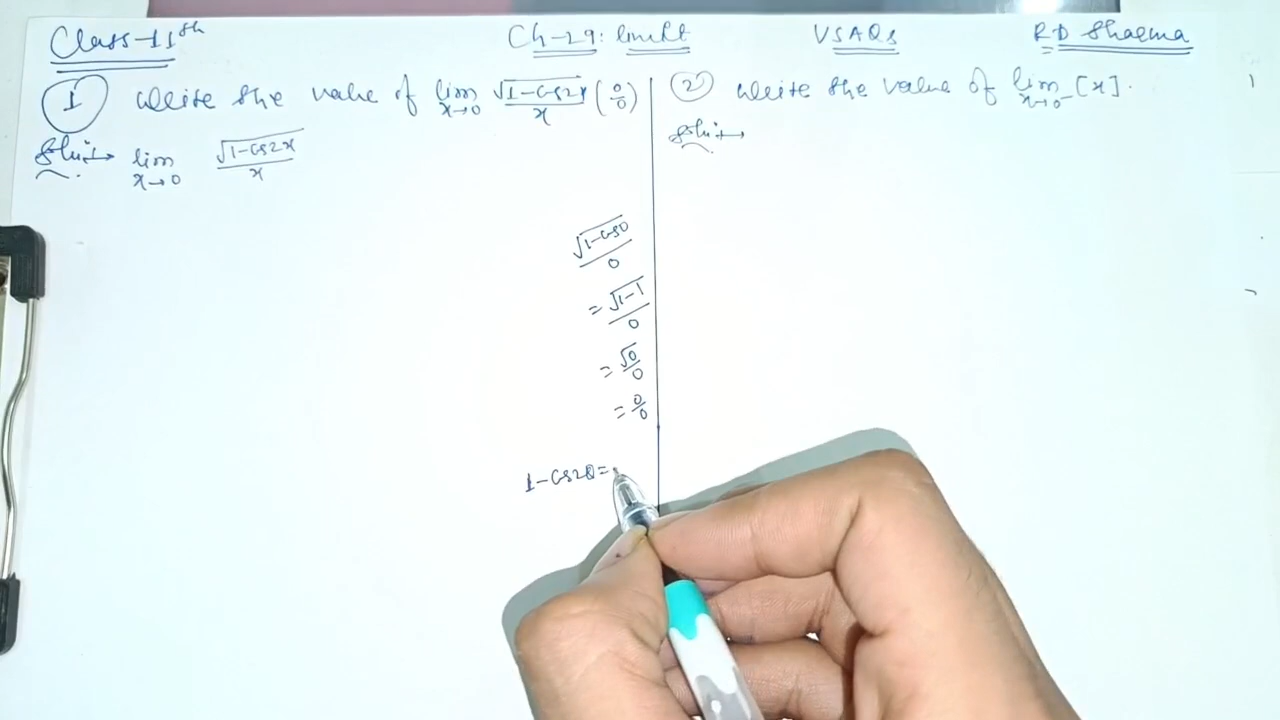 Class-11th Ch-29: limit VSAQs RD Sharma
1 Write the value of lim x→0 √1-cos2x/x (0/0)
Solu:→ lim x→0 √1-cos2x/x
√1-cos0/0
= √1-1/0
= √0/0
= 0/0
1-cos2θ=
2 Write the value of lim x→0⁻ [x].
Solu:→